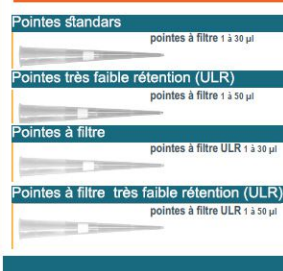 Pointes standars
pointes à filtre 1 à 30 µl
Pointes très faible rétention (ULR)
pointes à filtre 1 à 50 µl
Pointes à filtre
pointes à filtre ULR 1 à 30 µl
Pointes à filtre très faible rétention (ULR)
pointes à filtre ULR 1 à 50 µl